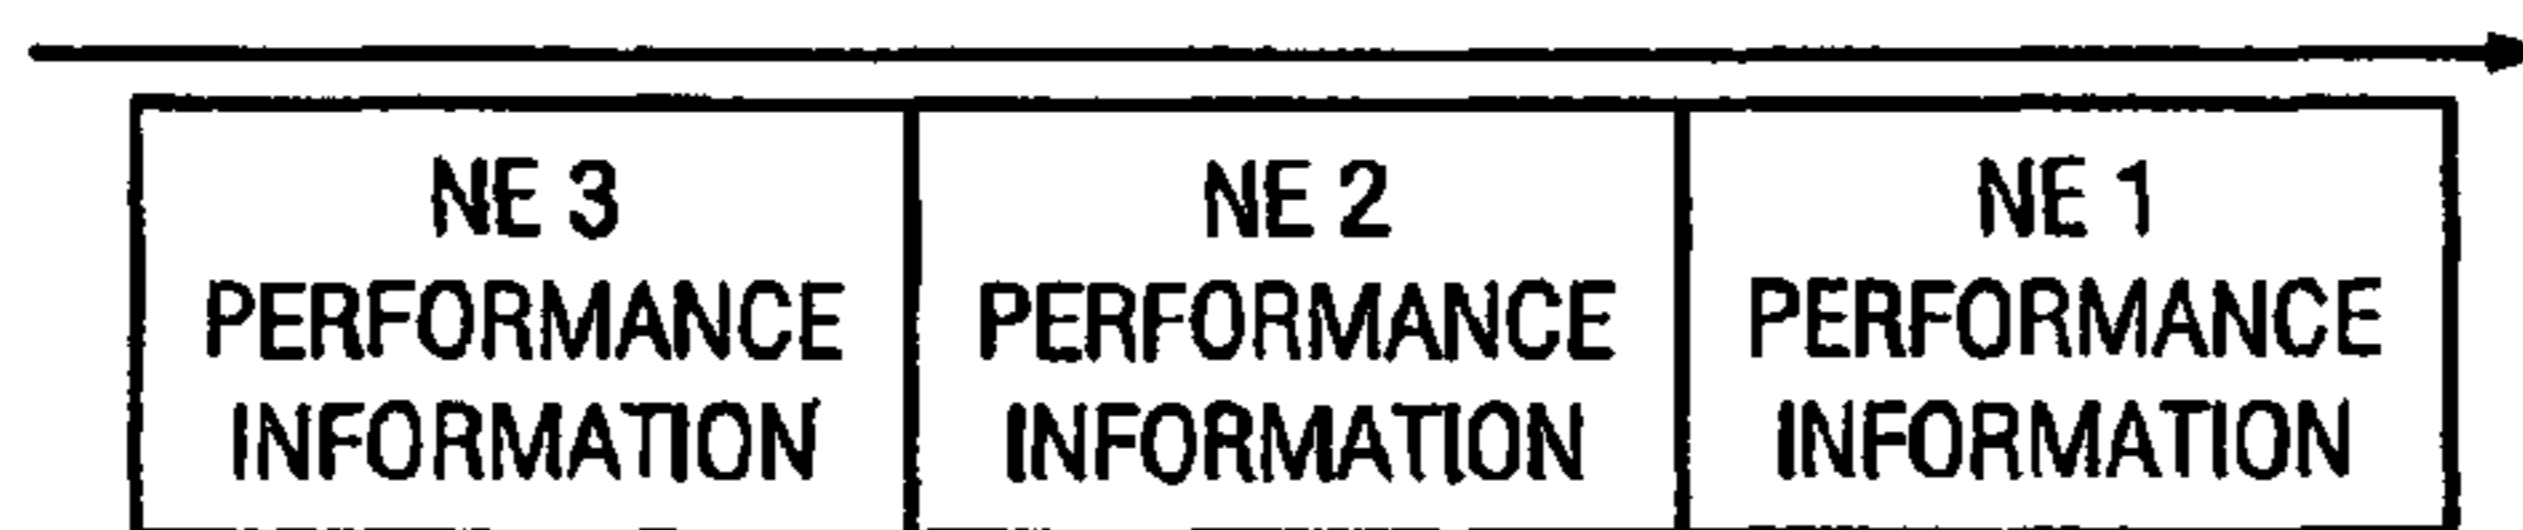 NE 3
PERFORMANCE
INFORMATION
NE 2
PERFORMANCE
INFORMATION
NE 1
PERFORMANCE
INFORMATION